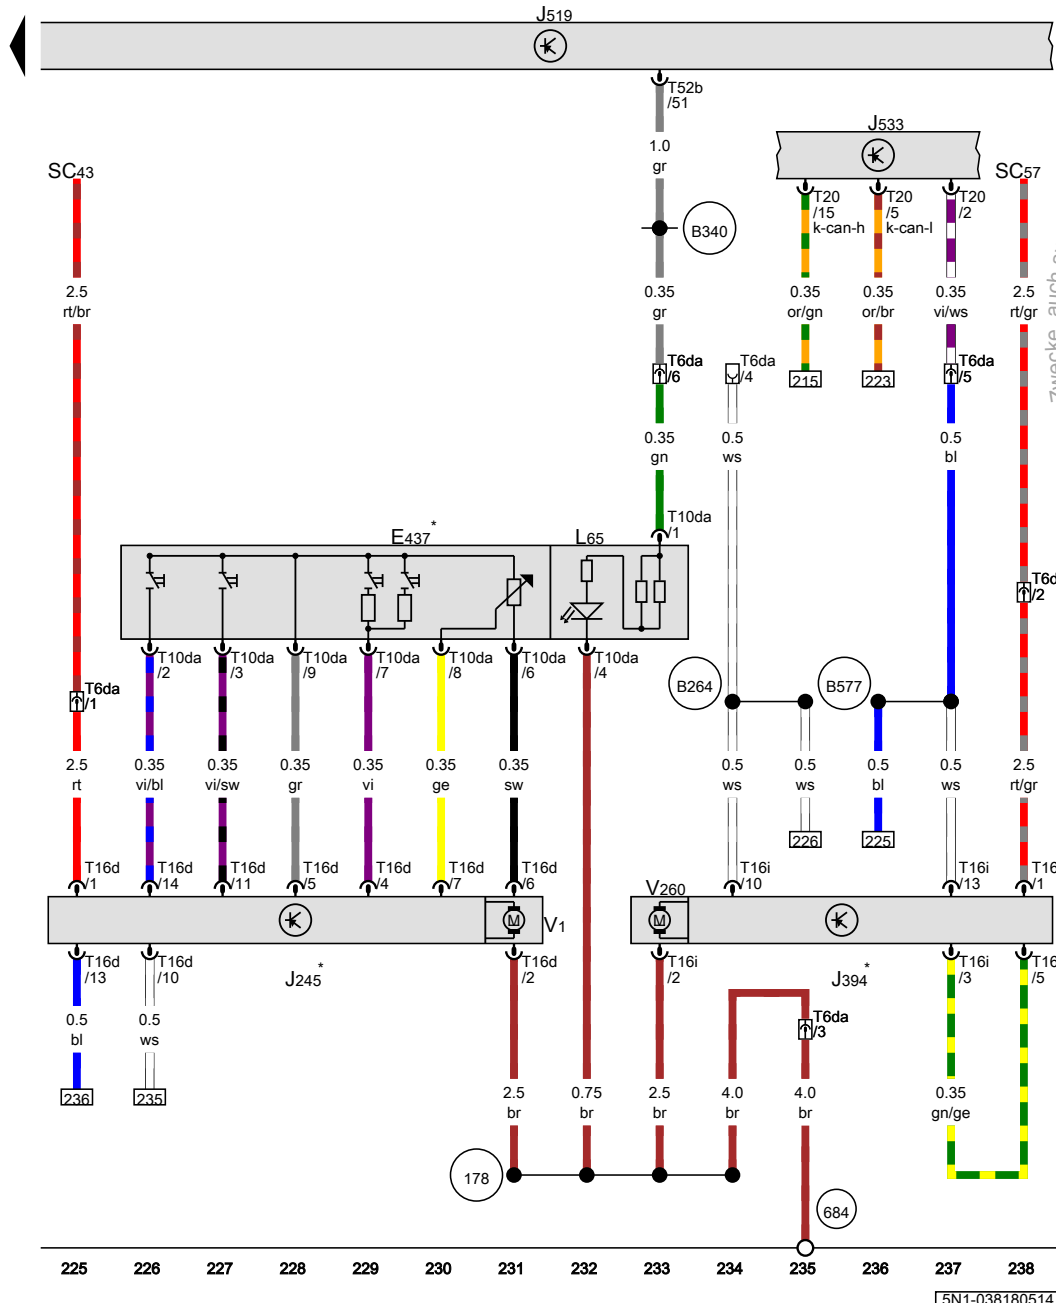 J519
T52b
/51
1.0
gr
J533
SC43
SC57
T20
/15
k-can-h
T20
/5
k-can-l
T20
/2
B340
2.5
rt/br
0.35
gr
0.35
or/gn
0.35
or/br
0.35
vi/ws
2.5
rt/gr
T6da
/6
T6da
/4
215
223
T6da
/5
0.35
gn
0.5
ws
0.5
bl
T10da
/1
E437
*
L65
T6d
/2
T10da
/2
T10da
/3
T10da
/9
T10da
/7
T10da
/8
T10da
/6
T10da
/4
T6da
/1
B264
B577
2.5
rt
0.35
vi/bl
0.35
vi/sw
0.35
gr
0.35
vi
0.35
ge
0.35
sw
0.5
ws
0.5
ws
0.5
bl
0.5
ws
2.5
rt/gr
226
225
T16d
/1
T16d
/14
T16d
/11
T16d
/5
T16d
/4
T16d
/7
T16d
/6
T16i
/10
T16i
/13
T16
/1
V260
M
V1
M
T16d
/13
T16d
/10
J245
*
T16d
/2
T16i
/2
J394
*
T16i
/3
T16
/5
T6da
/3
0.5
bl
0.5
ws
236
235
2.5
br
0.75
br
2.5
br
4.0
br
4.0
br
0.35
gn/ge
178
684
225 226 227 228 229 230 231 232 233 234 235 236 237 238
5N1-038180514
zwecke, auch